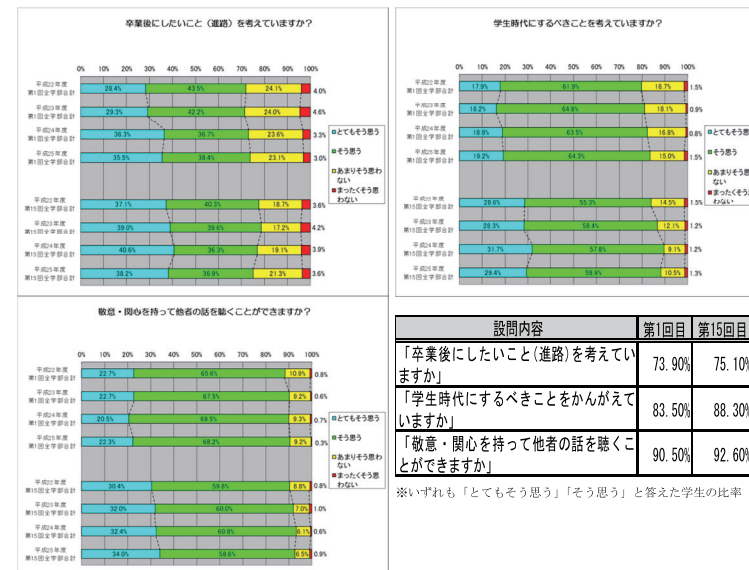 卒業後にしたいこと（進路）を考えていますか？
0% 10% 20% 30% 40% 50% 60% 70% 80% 90% 100%
平成22年度
第1回全学部合計
28.4% 43.5% 24.1% 4.0%
平成23年度
第1回全学部合計
29.3% 42.2% 24.0% 4.6%
平成24年度
第1回全学部合計
36.3% 36.7% 23.6% 3.3%
平成25年度
第1回全学部合計
35.5% 38.4% 23.1% 3.0%
平成22年度
第15回全学部合計
37.1% 40.3% 18.7% 3.6%
平成23年度
第15回全学部合計
39.0% 39.6% 17.2% 4.2%
平成24年度
第15回全学部合計
40.6% 36.3% 19.1% 3.9%
平成25年度
第15回全学部合計
38.2% 36.9% 21.3% 3.6%
とてもそう思う
そう思う
あまりそう思わ
ない
まったくそう思
わない
学生時代にするべきことを考えていますか？
0% 10% 20% 30% 40% 50% 60% 70% 80% 90% 100%
平成22年度
第1回全学部合計
17.9% 61.9% 18.7% 1.5%
平成23年度
第1回全学部合計
16.2% 64.8% 18.1% 0.9%
平成24年度
第1回全学部合計
18.8% 63.5% 16.8% 0.8%
平成25年度
第1回全学部合計
19.2% 64.3% 15.0% 1.5%
平成22年度
第15回全学部合計
28.6% 55.3% 14.5% 1.5%
平成23年度
第15回全学部合計
28.3% 58.4% 12.1% 1.2%
平成24年度
第15回全学部合計
31.7% 57.8% 9.1% 1.2%
平成25年度
第15回全学部合計
29.4% 58.9% 10.5% 1.3%
とてもそう思
そう思う
あまりそう思
ない
まったくそう
わない
敬意・関心を持って他者の話を聴くことができますか？
0% 10% 20% 30% 40% 50% 60% 70% 80% 90% 100%
平成22年度
第1回全学部合計
22.7% 65.6% 10.9% 0.8%
平成23年度
第1回全学部合計
22.7% 67.5% 9.2% 0.6%
平成24年度
第1回全学部合計
20.5% 69.5% 9.3% 0.7%
平成25年度
第1回全学部合計
22.3% 68.2% 9.2% 0.3%
平成22年度
第15回全学部合計
30.4% 59.8% 8.8% 0.8%
平成23年度
第15回全学部合計
32.0% 60.0% 7.0% 1.0%
平成24年度
第15回全学部合計
32.4% 60.8% 6.1% 0.6%
平成25年度
第15回全学部合計
34.0% 58.6% 6.5% 0.9%
とてもそう思う
そう思う
あまりそう思わ
ない
まったくそう思
わない
設問内容 第1回目 第15回目
「卒業後にしたいこと(進路)を考えてい
ますか」 73.90% 75.10%
「学生時代にするべきことをかんがえて
いますか」 83.50% 88.30%
「敬意・関心を持って他者の話を聴くこ
とができますか」 90.50% 92.60%
※いずれも「とてもそう思う」「そう思う」と答えた学生の比率